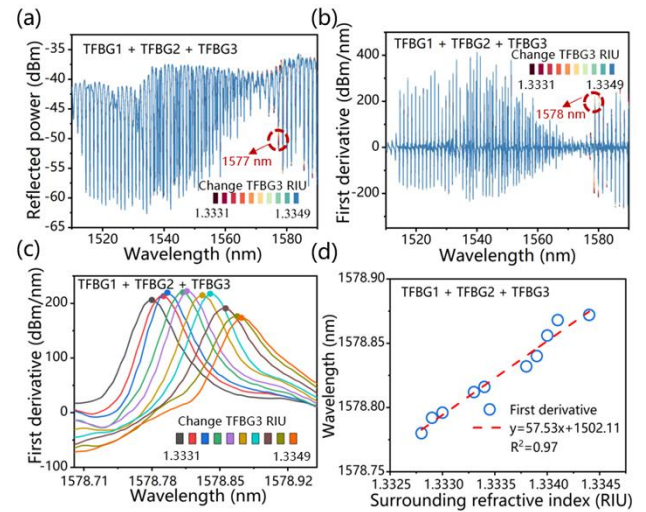 (a)
TFBG1 + TFBG2 + TFBG3
-35
-40
-45
-50
-55
-60
-65
Reflected power (dBm)
1577 nm
Change TFBG3 RIU
1.3331 1.3349
1520 1540 1560 1580
Wavelength (nm)
(b)
TFBG1 + TFBG2 + TFBG3
Change TFBG3 RIU
1.3331 1.3349
1578 nm
400
200
0
-200
First derivative (dBm/nm)
1520 1540 1560 1580
Wavelength (nm)
(c)
TFBG1 + TFBG2 + TFBG3
200
100
0
-100
First derivative (dBm/nm)
Change TFBG3 RIU
1.3331 1.3349
1578.71 1578.78 1578.85 1578.92
Wavelength (nm)
(d)
TFBG1 + TFBG2 + TFBG3
1578.90
1578.85
1578.80
1578.75
Wavelength (nm)
First derivative
y=57.53x+1502.11
R²=0.97
1.3325 1.3330 1.3335 1.3340 1.3345
Surrounding refractive index (RIU)